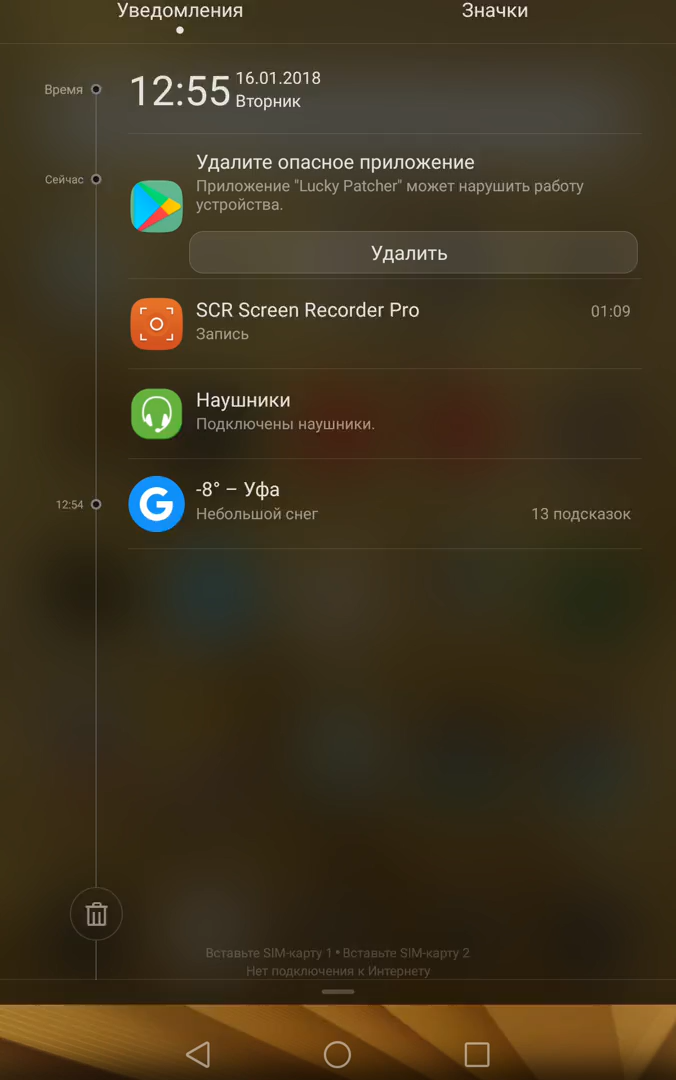 Уведомления
Значки
Время
12:55
16.01.2018
Вторник
Сейчас
Удалите опасное приложение
Приложение "Lucky Patcher" может нарушить работу
устройства.
Удалить
SCR Screen Recorder Pro
01:09
Запись
Наушники
Подключены наушники.
12:54
G
-8° – Уфа
Небольшой снег
13 подсказок
Вставьте SIM-карту 1 • Вставьте SIM-карту 2
Нет подключения к Интернету